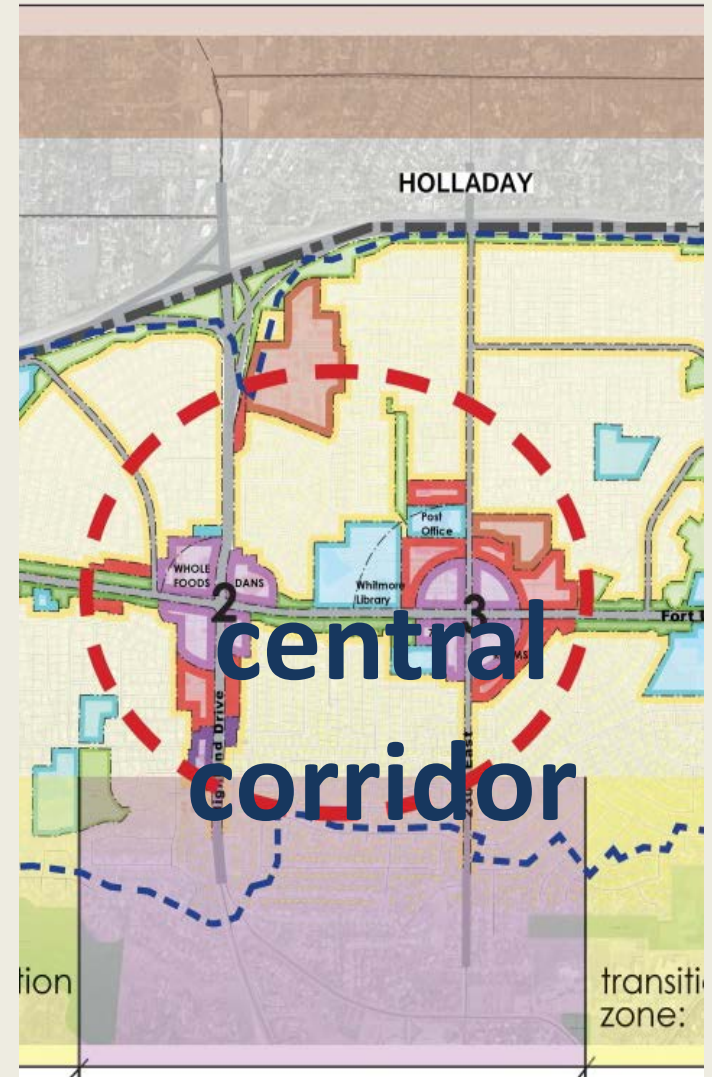 HOLLADAY
Post
Office
WHOLE
FOODS
DANS
Whitmore
Library
2
3
Fort
central
corridor
tion
transiti
zone: